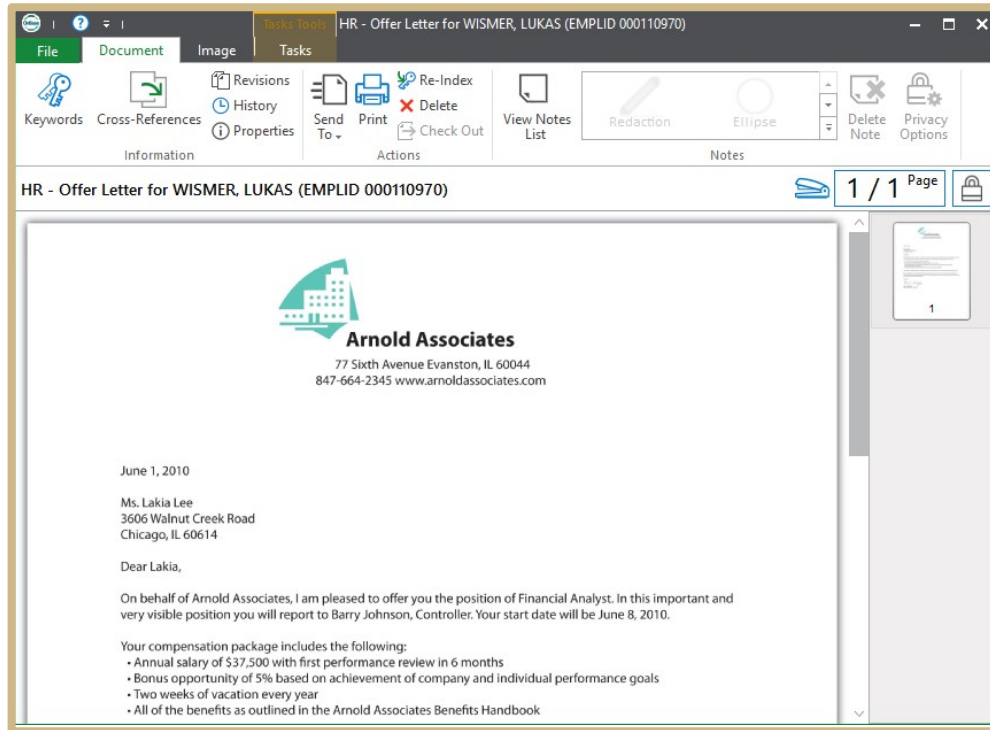 OnBase
Tasks Tools
HR - Offer Letter for WISMER, LUKAS (EMPLID 000110970)
File Document Image Tasks
Keywords
Cross-References
Revisions
History
Properties
Send To
Print
Re-Index
Delete
Check Out
View Notes List
Redaction
Ellipse
Delete Note
Privacy Options
Information
Actions
Notes
HR - Offer Letter for WISMER, LUKAS (EMPLID 000110970)
1 / 1 Page
1
Arnold Associates
77 Sixth Avenue Evanston, IL 60044
847-664-2345 www.arnoldassociates.com
June 1, 2010
Ms. Lakia Lee
3606 Walnut Creek Road
Chicago, IL 60614
Dear Lakia,
On behalf of Arnold Associates, I am pleased to offer you the position of Financial Analyst. In this important and
very visible position you will report to Barry Johnson, Controller. Your start date will be June 8, 2010.
Your compensation package includes the following:
• Annual salary of $37,500 with first performance review in 6 months
• Bonus opportunity of 5% based on achievement of company and individual performance goals
• Two weeks of vacation every year
• All of the benefits as outlined in the Arnold Associates Benefits Handbook